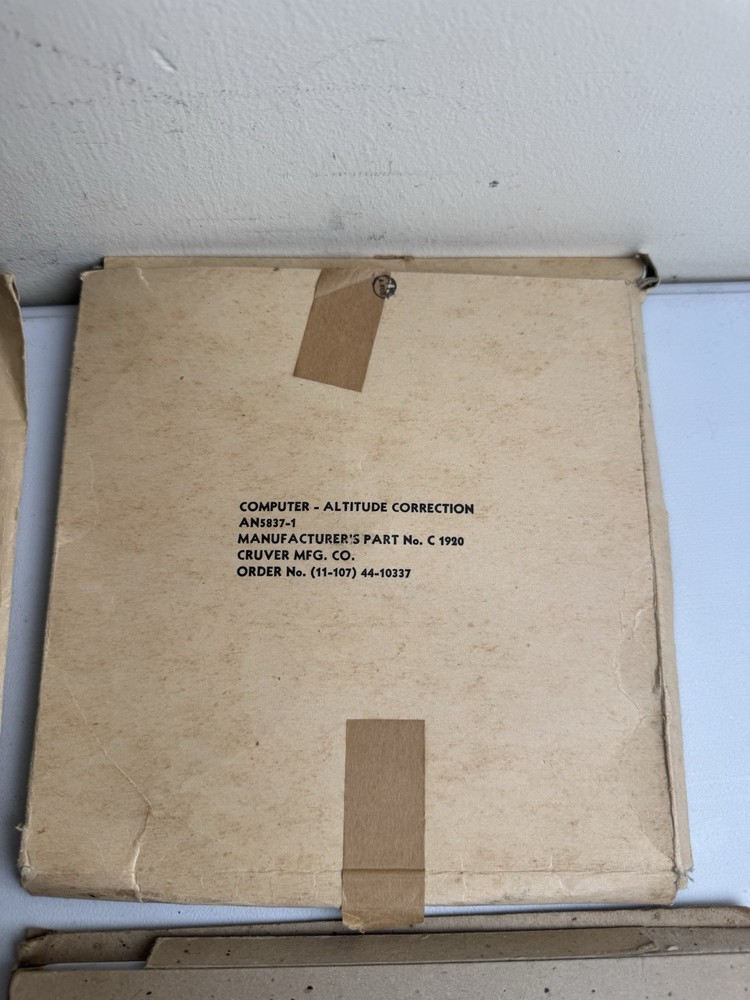 COMPUTER - ALTITUDE CORRECTION
AN5837-1
MANUFACTURER'S PART No. C 1920
CRUVER MFG. CO.
ORDER No. (11-107) 44-10337